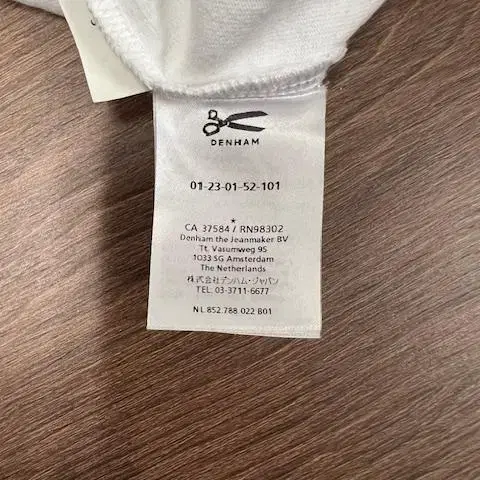 DENHAM
01-23-01-52-101
*
CA 37584 / RN98302
Denham the Jeanmaker BV
Tt. Vasumweg 95
1033 SG Amsterdam
The Netherlands
株式会社デンハム・ジャパン
TEL: 03-3711-6677
NL 852.788.022 B01